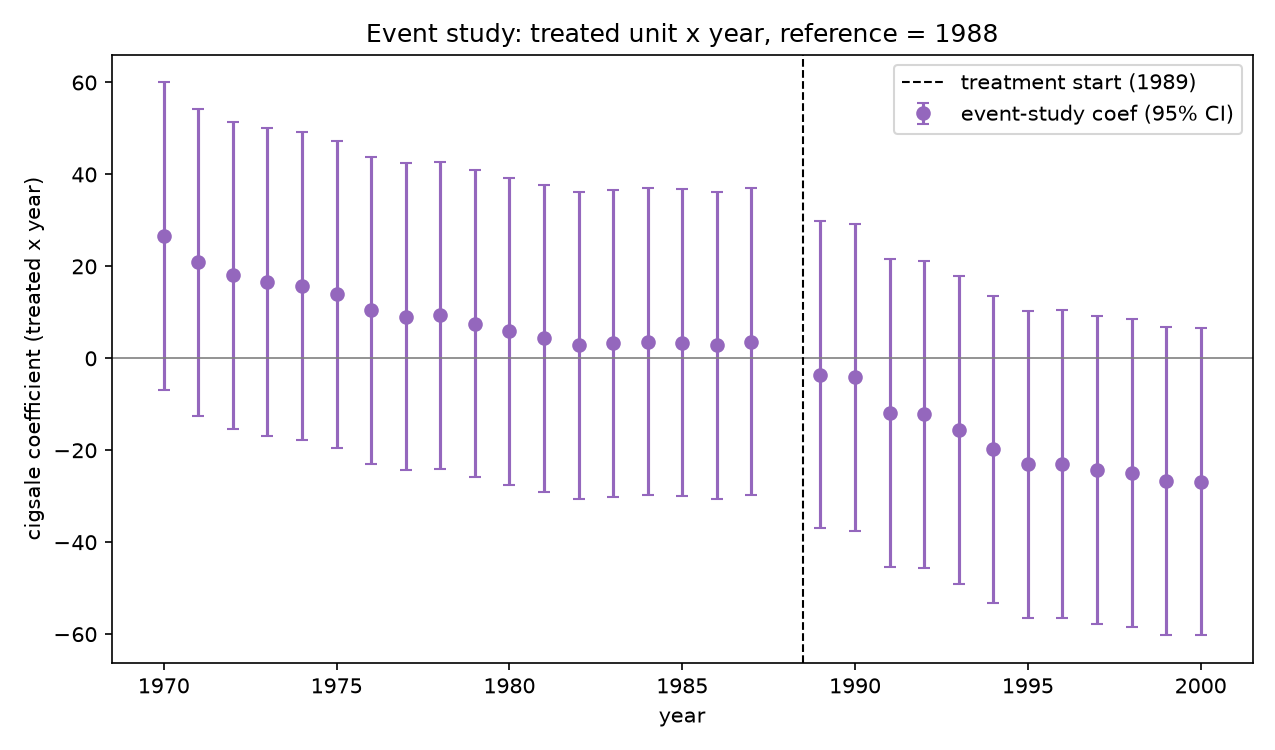 Event study: treated unit x year, reference = 1988
treatment start (1989)
event-study coef (95% CI)
cigsale coefficient (treated x year)
60
40
20
0
−20
−40
−60
1970
1975
1980
1985
1990
1995
2000
year